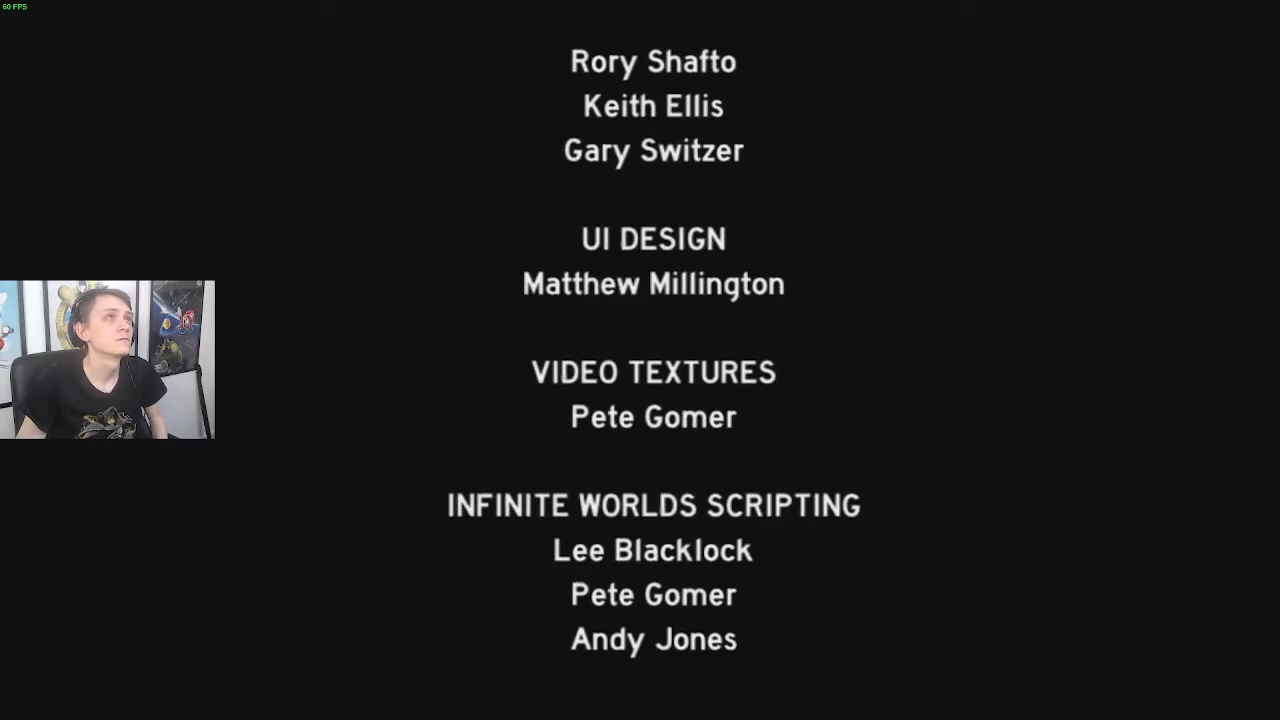 60 FPS
Rory Shafto
Keith Ellis
Gary Switzer
UI DESIGN
Matthew Millington
VIDEO TEXTURES
Pete Gomer
INFINITE WORLDS SCRIPTING
Lee Blacklock
Pete Gomer
Andy Jones